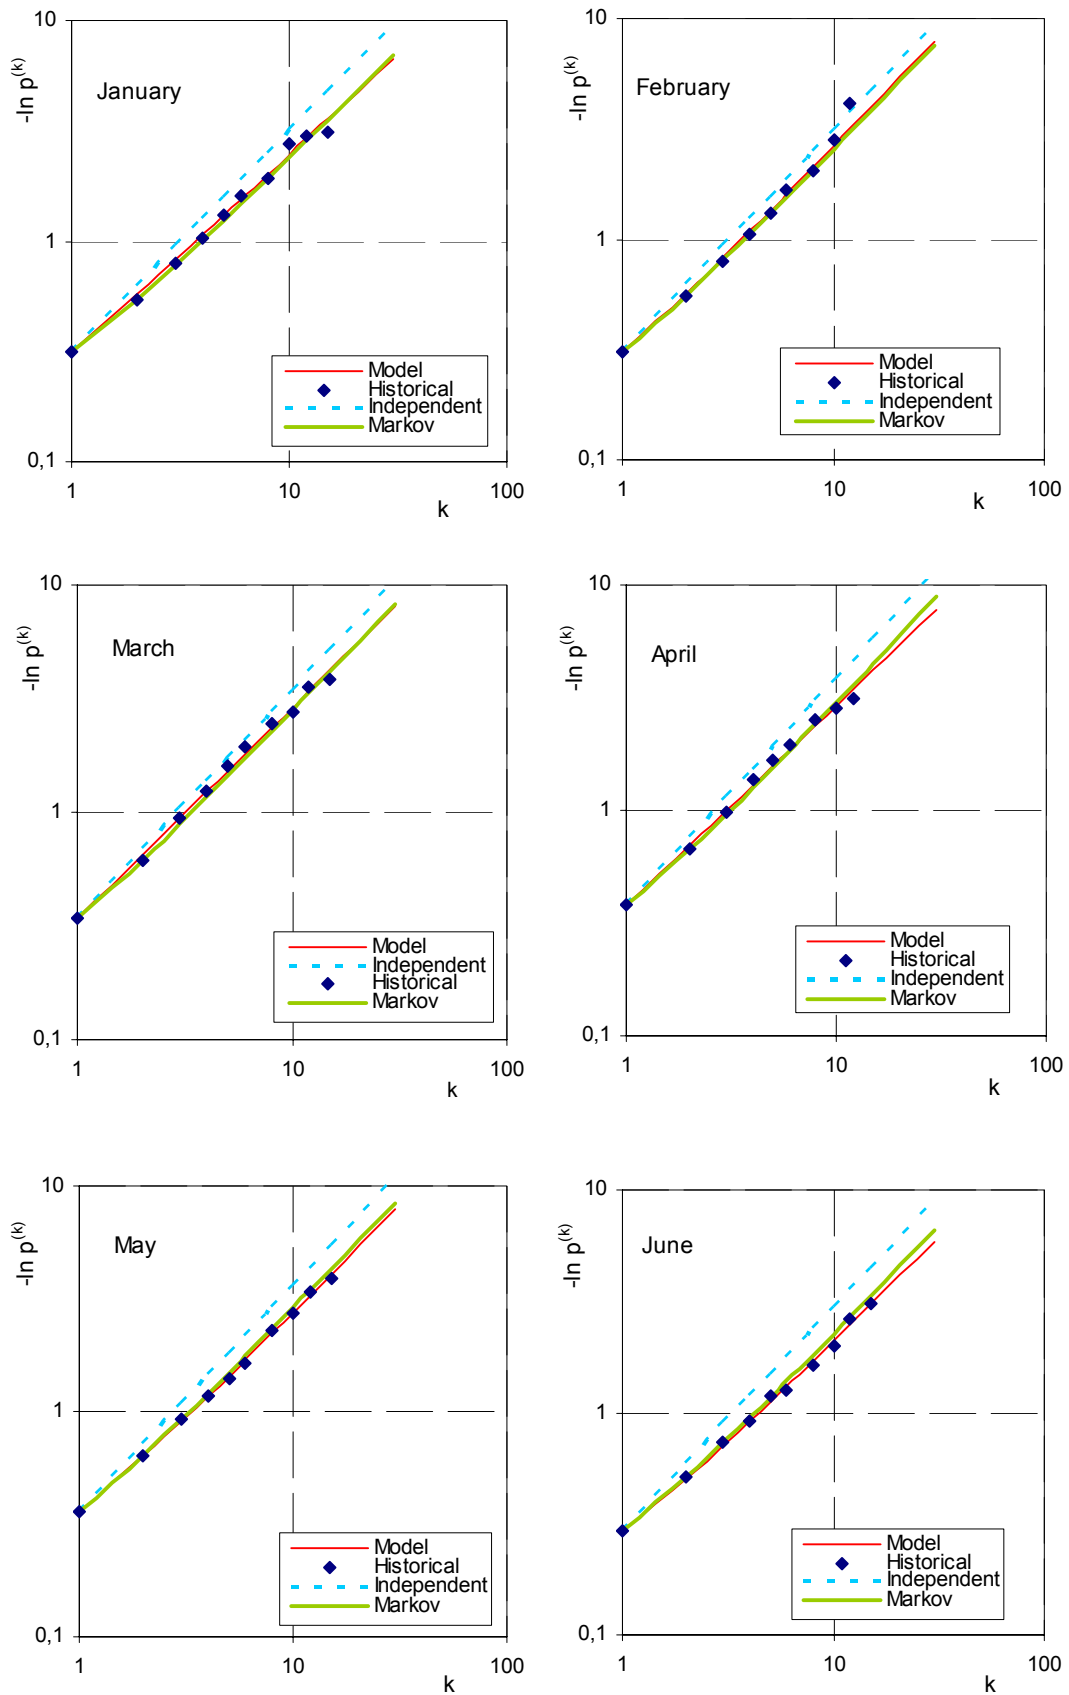 10
10
-ln p(k)
-ln p(k)
January
February
1
1
Model
Historical
Independent
Markov
Model
Historical
Independent
Markov
0,1
0,1
1
10
100
1
10
100
k
k
10
10
-ln p(k)
-ln p(k)
March
April
1
1
Model
Independent
Historical
Markov
Model
Historical
Independent
Markov
0,1
0,1
1
10
100
1
10
100
k
k
10
10
-ln p(k)
-ln p(k)
May
June
1
1
Model
Historical
Independent
Markov
Model
Historical
Independent
Markov
0,1
0,1
1
10
100
1
10
100
k
k